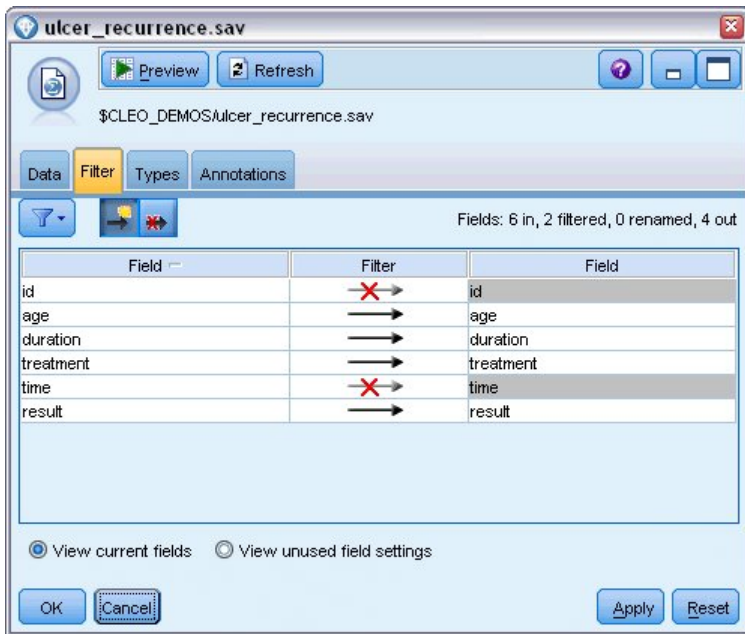 ulcer_recurrence.sav
Preview Refresh
$CLEO_DEMOS/ulcer_recurrence.sav
Data Filter Types Annotations
Fields: 6 in, 2 filtered, 0 renamed, 4 out
Field Filter Field
id id
age age
duration duration
treatment treatment
time time
result result
View current fields View unused field settings
OK Cancel Apply Reset